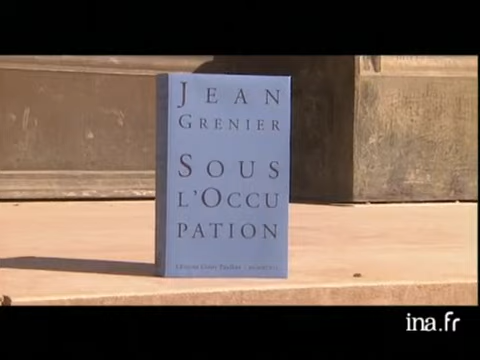 JEAN
GRENIER
SOUS
L'OCCU
PATION
ina.fr